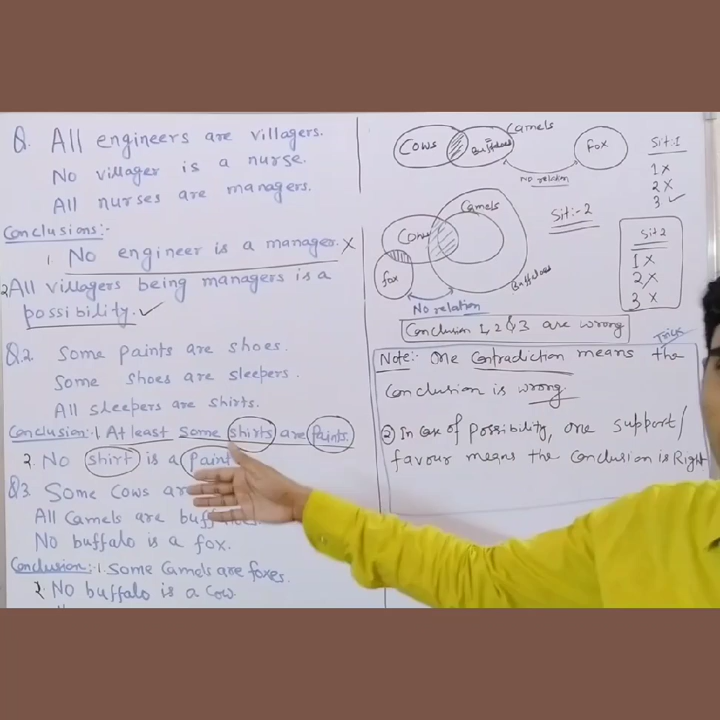 Q. All engineers are villagers.
No villager is a nurse.
All nurses are managers.
Conclusions:-
1. No engineer is a manager. X
2. All villagers being managers is a
possibility. ✓
Q.2 Some paints are shoes.
Some shoes are sleepers.
All sleepers are shirts.
Conclusion: 1. At least some shirts are paints.
2. No shirt is a paint
Q3 Some cows are
All Camels are
No buffalo is a fox.
Conclusion:- 1. Some Camels are foxes.
2. No buffalo is a cow
Camels
Cows
Buffaloes
Fox
No relation
Sit:1
1 X
2 X
3 ✓
Camels
Cows
Fox
Buffaloes
No relation
Sit:-2
Sit 2
1 X
2 X
3 X
Conclusion 1, 2 & 3 are wrong
Trick
Note:- One Contradiction means the
Conclusion is wrong.
② In Case of possibility, one support/
favour means the Conclusion is Right